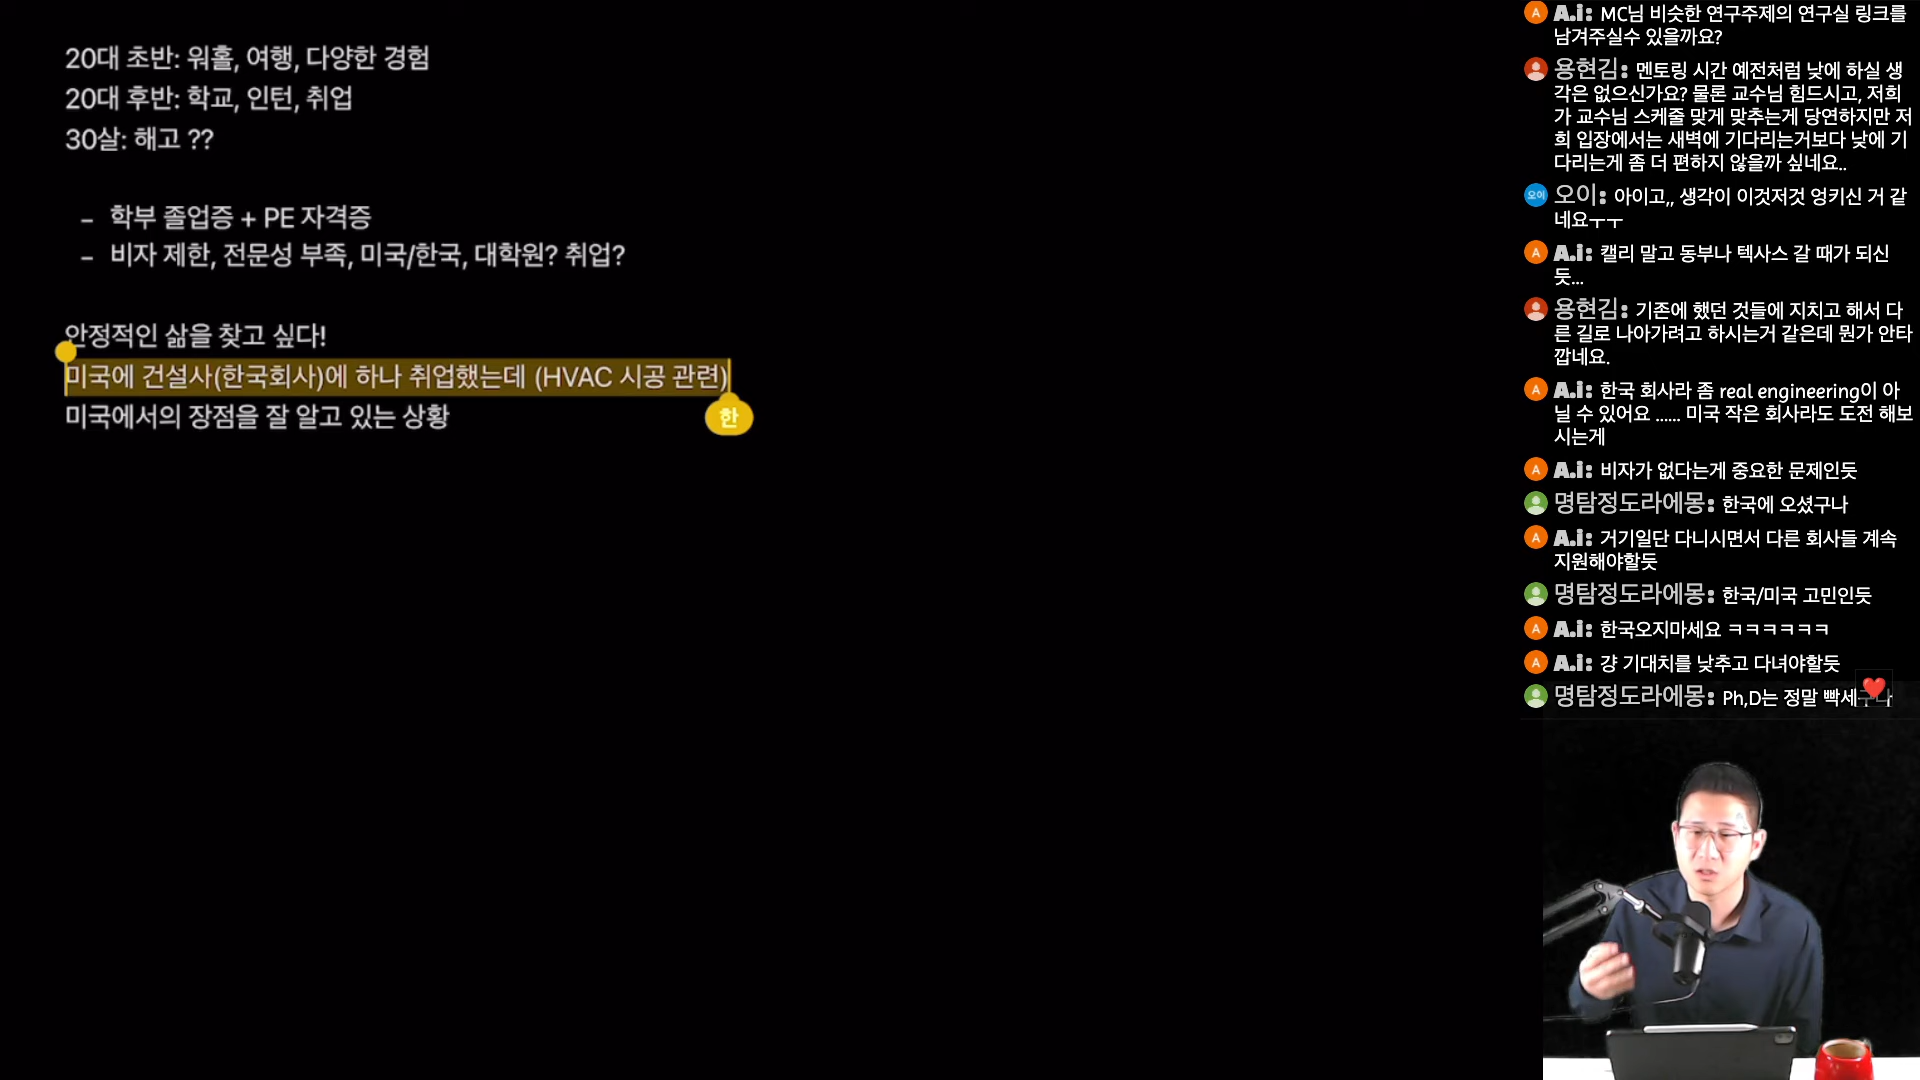 20대 초반: 워홀, 여행, 다양한 경험
20대 후반: 학교, 인턴, 취업
30살: 해고 ??
– 학부 졸업증 + PE 자격증
– 비자 제한, 전문성 부족, 미국/한국, 대학원? 취업?
안정적인 삶을 찾고 싶다!
미국에 건설사(한국회사)에 하나 취업했는데 (HVAC 시공 관련)
한
미국에서의 장점을 잘 알고 있는 상황
A A.i: MC님 비슷한 연구주제의 연구실 링크를
남겨주실수 있을까요?
용현김: 멘토링 시간 예전처럼 낮에 하실 생
각은 없으신가요? 물론 교수님 힘드시고, 저희
가 교수님 스케줄 맞게 맞추는게 당연하지만 저
희 입장에서는 새벽에 기다리는거보다 낮에 기
다리는게 좀 더 편하지 않을까 싶네요..
오이 오이: 아이고,, 생각이 이것저것 엉키신 거 같
네요ㅜㅜ
A A.i: 캘리 말고 동부나 텍사스 갈 때가 되신
듯...
용현김: 기존에 했던 것들에 지치고 해서 다
른 길로 나아가려고 하시는거 같은데 뭔가 안타
깝네요.
A A.i: 한국 회사라 좀 real engineering이 아
닐 수 있어요 ...... 미국 작은 회사라도 도전 해보
시는게
A A.i: 비자가 없다는게 중요한 문제인듯
명탐정도라에몽: 한국에 오셨구나
A A.i: 거기일단 다니시면서 다른 회사들 계속
지원해야할듯
명탐정도라에몽: 한국/미국 고민인듯
A A.i: 한국오지마세요 ㅋㅋㅋㅋㅋㅋ
A A.i: 걍 기대치를 낮추고 다녀야할듯
명탐정도라에몽: Ph,D는 정말 빡세구나